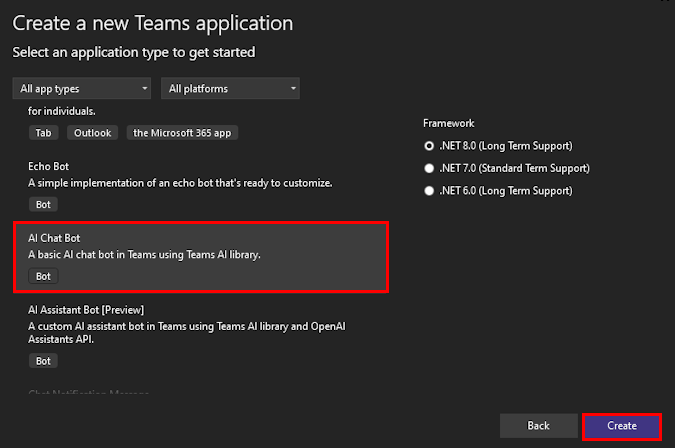 Create a new Teams application
Select an application type to get started
All app types
All platforms
for individuals.
Tab
Outlook
the Microsoft 365 app
Echo Bot
A simple implementation of an echo bot that's ready to customize.
Bot
AI Chat Bot
A basic AI chat bot in Teams using Teams AI library.
Bot
AI Assistant Bot [Preview]
A custom AI assistant bot in Teams using Teams AI library and OpenAI
Assistants API.
Bot
Chat Notification Message
Framework
.NET 8.0 (Long Term Support)
.NET 7.0 (Standard Term Support)
.NET 6.0 (Long Term Support)
Back
Create